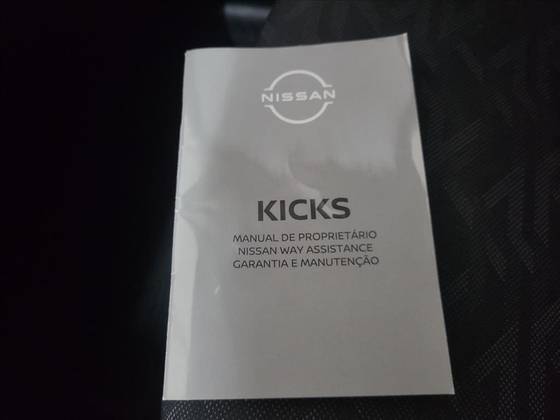 NISSAN
KICKS
MANUAL DE PROPRIETÁRIO
NISSAN WAY ASSISTANCE
GARANTIA E MANUTENÇÃO